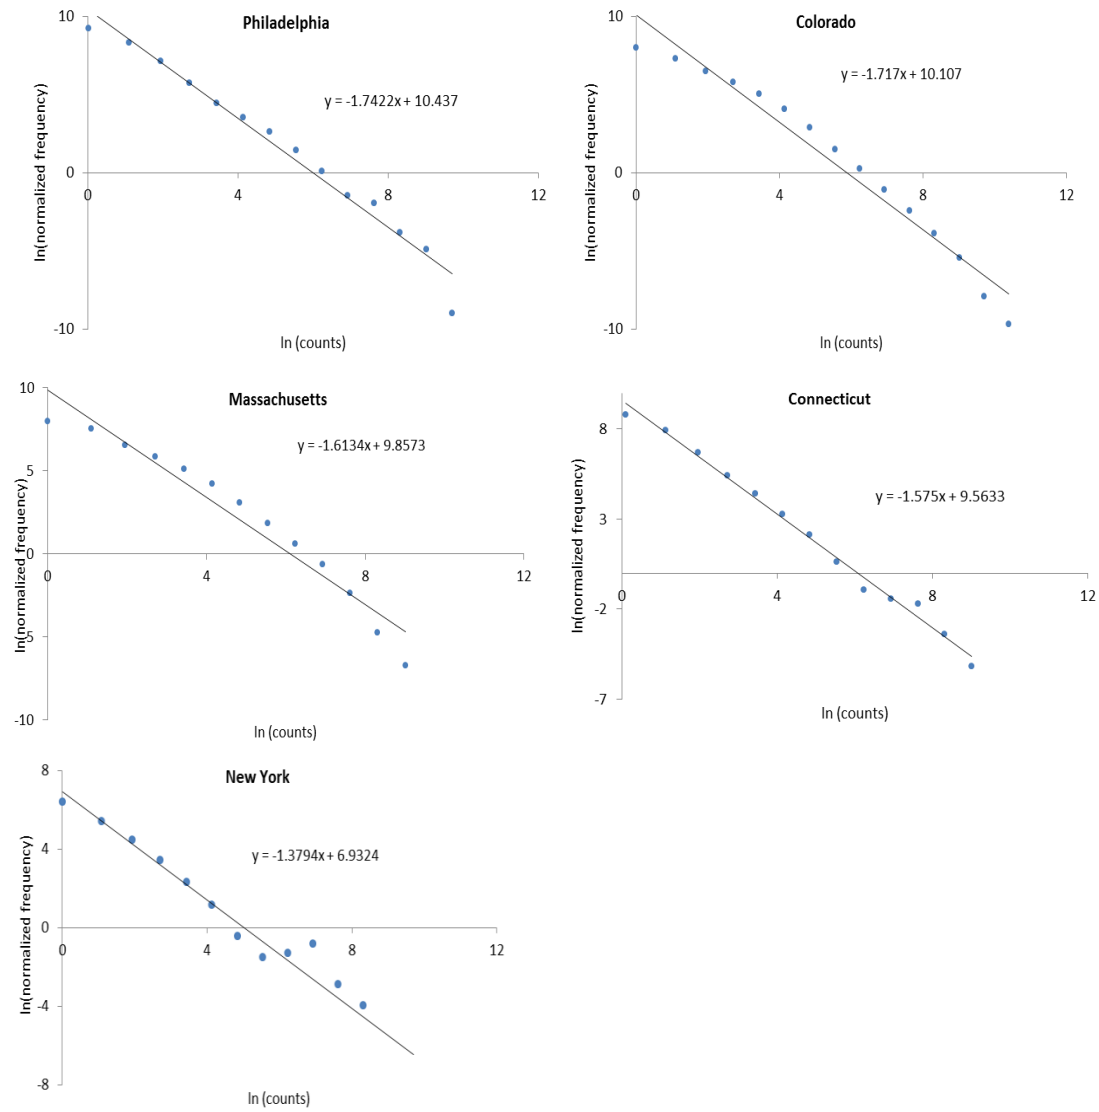 Philadelphia
10
0
-10
0
4
8
12
y = -1.7422x + 10.437
ln(normalized frequency)
ln (counts)
Colorado
10
0
-10
0
4
8
12
y = -1.717x + 10.107
ln(normalized frequency)
ln (counts)
Massachusetts
10
5
0
-5
-10
0
4
8
12
y = -1.6134x + 9.8573
ln(normalized frequency)
ln (counts)
Connecticut
8
3
-2
-7
0
4
8
12
y = -1.575x + 9.5633
ln(normalized frequency)
ln (counts)
New York
8
4
0
-4
-8
0
4
8
12
y = -1.3794x + 6.9324
ln(normalized frequency)
ln (counts)